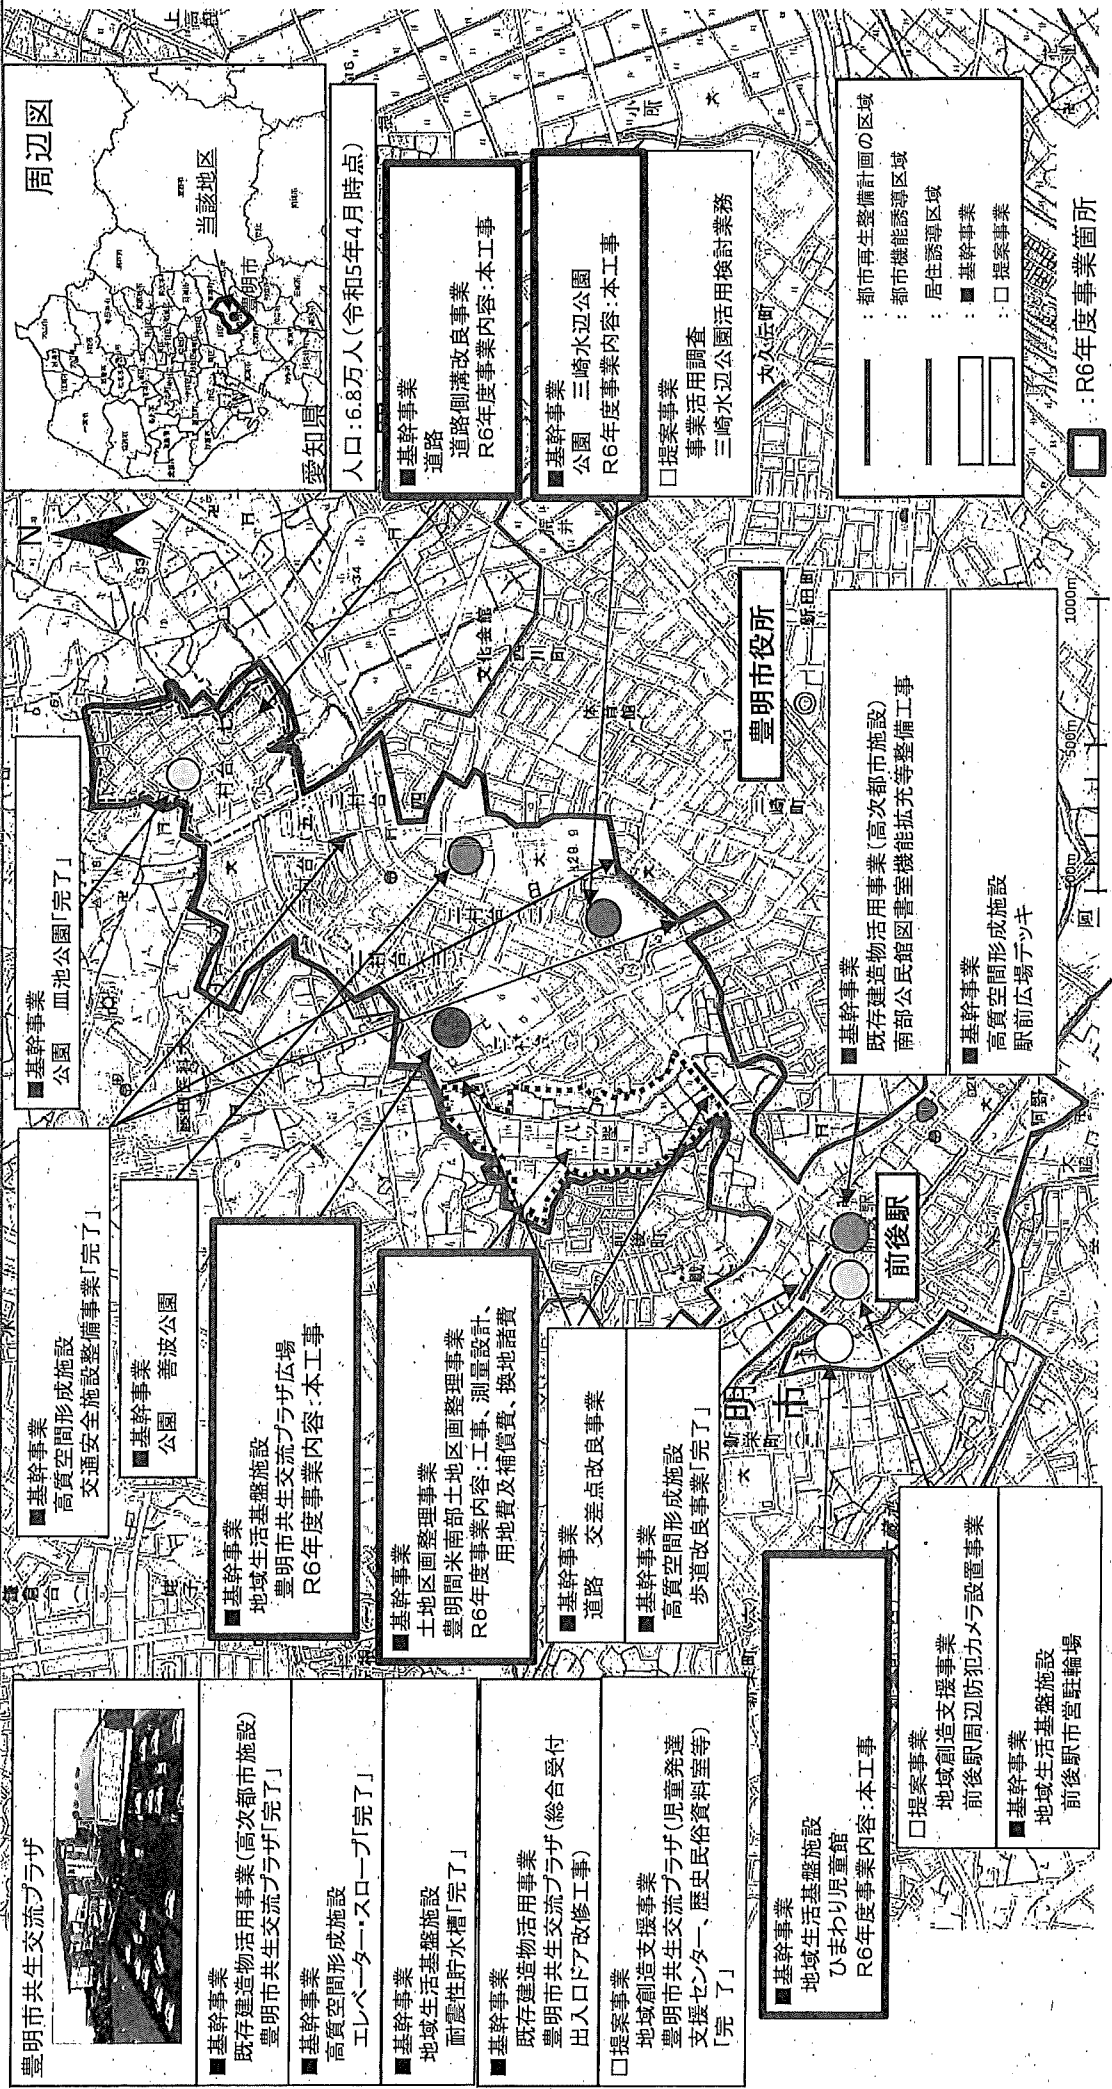 豊明市共生交流プラザ
■基幹事業
既存建造物活用事業(高次都市施設)
豊明市共生交流プラザ「完了」
■基幹事業
高質空間形成施設
エレベーター・スロープ「完了」
■基幹事業
地域生活基盤施設
耐震性貯水槽「完了」
■基幹事業
既存建造物活用事業
豊明市共生交流プラザ(総合受付
出入口ドア改修工事)
□提案事業
地域創造支援事業
豊明市共生交流プラザ(児童発達
支援センター、歴史民俗資料室等)
「完 了」
■基幹事業
地域生活基盤施設
ひまわり児童館
R6年度事業内容:本工事
□提案事業
地域創造支援事業
前後駅周辺防犯カメラ設置事業
■基幹事業
地域生活基盤施設
前後駅市営駐輪場
■基幹事業
高質空間形成施設
交通安全施設整備事業「完了」
■基幹事業
公園 善波公園
■基幹事業
地域生活基盤施設
豊明市共生交流プラザ広場
R6年度事業内容:本工事
■基幹事業
土地区画整理事業
豊明間米南部土地区画整理事業
R6年度事業内容:工事、測量設計、
用地費及補償費、換地諸費
■基幹事業
道路 交差点改良事業
■基幹事業
高質空間形成施設
歩道改良事業「完了」
■基幹事業
公園 皿池公園「完了」
前後駅
豊明市役所
■基幹事業
既存建造物活用事業(高次都市施設)
南部公民館図書室機能拡充等整備工事
■基幹事業
高質空間形成施設
駅前広場デッキ
N
周辺図
当該地区
豊明市
愛知県
人口:6.8万人(令和5年4月時点)
■基幹事業
道路
道路側溝改良事業
R6年度事業内容:本工事
■基幹事業
公園 三崎水辺公園
R6年度事業内容:本工事
□提案事業
事業活用調査
三崎水辺公園活用検討業務
:都市再生整備計画の区域
:都市機能誘導区域
:居住誘導区域
:■基幹事業
:□提案事業
:R6年度事業箇所
文化会館
体育館
三崎町
新田町
大久伝町
新栄町
明市
500m
1000m